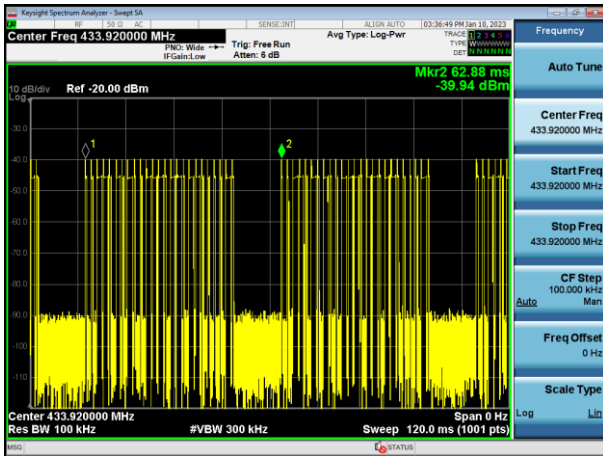 Keysight Spectrum Analyzer - Swept SA
RF 50 Ω AC SENSE:INT ALIGN AUTO 03:36:49 PM Jan 10, 2023
Center Freq 433.920000 MHz
PNO: Wide
IFGain:Low
Trig: Free Run
Atten: 6 dB
Avg Type: Log-Pwr
TRACE 1 2 3 4 5 6
TYPE WWWWWW
DET N N N N N N
Mkr2 62.88 ms
-39.94 dBm
10 dB/div
Log
Ref -20.00 dBm
-30.0
-40.0
-50.0
-60.0
-70.0
-80.0
-90.0
-100
-110
1
2
Center 433.920000 MHz
Span 0 Hz
Res BW 100 kHz
#VBW 300 kHz
Sweep 120.0 ms (1001 pts)
MSG
STATUS
Frequency
Auto Tune
Center Freq
433.920000 MHz
Start Freq
433.920000 MHz
Stop Freq
433.920000 MHz
CF Step
100.000 kHz
Auto Man
Freq Offset
0 Hz
Scale Type
Log Lin